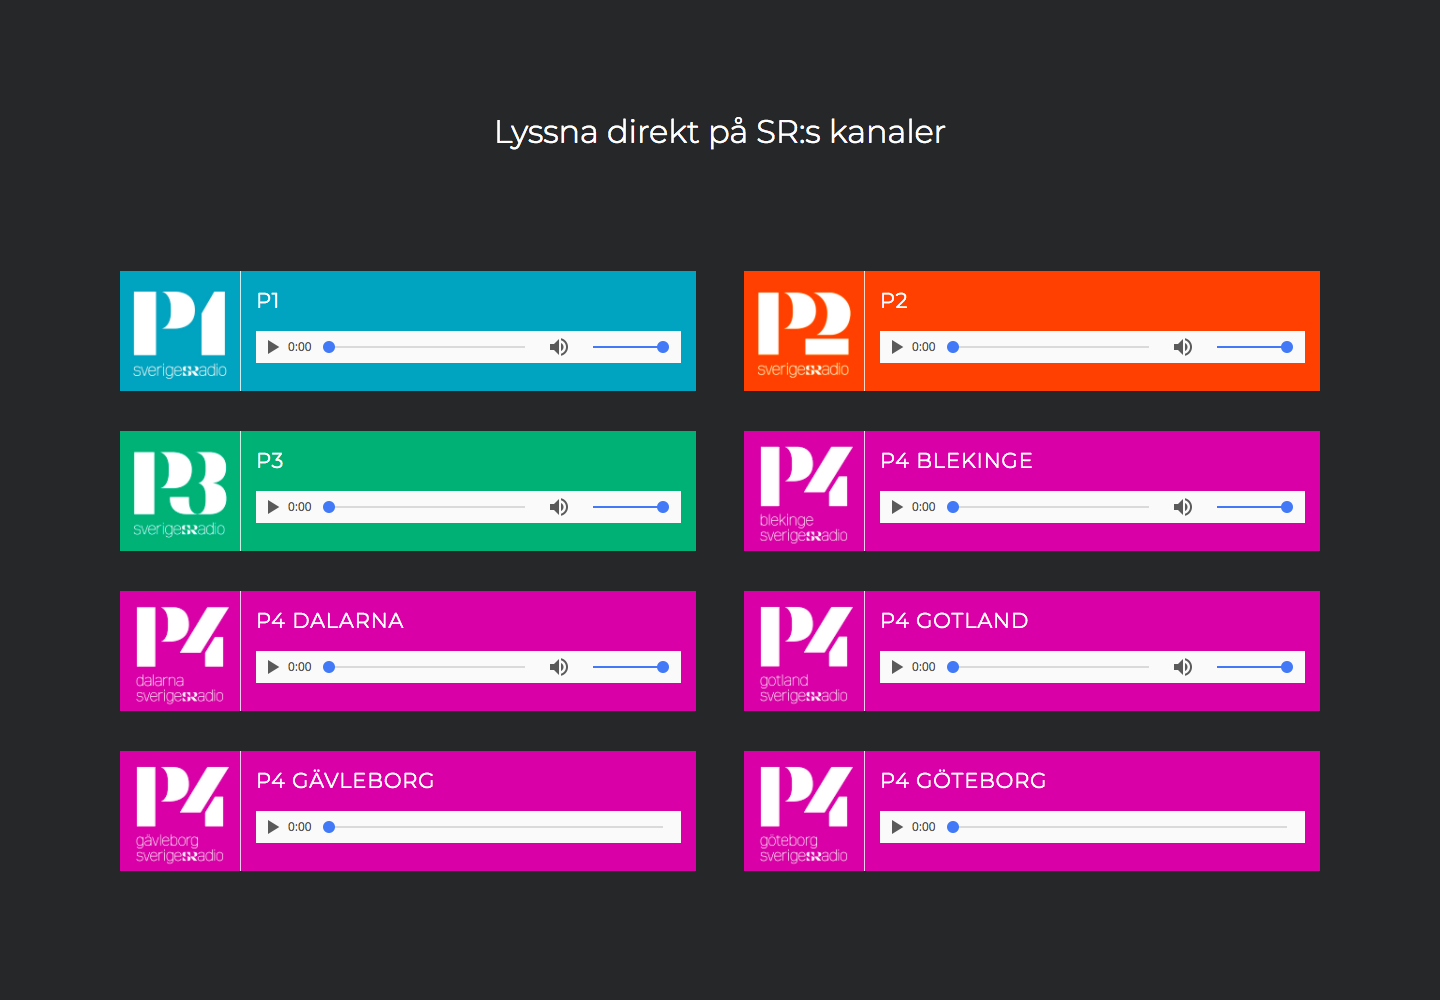 Lyssna direkt på SR:s kanaler
P1
sverigeSRadio
P1
0:00
P2
sverigeSRadio
P2
0:00
P3
sverigeSRadio
P3
0:00
P4
blekinge
sverigeSRadio
P4 BLEKINGE
0:00
P4
dalarna
sverigeSRadio
P4 DALARNA
0:00
P4
gotland
sverigeSRadio
P4 GOTLAND
0:00
P4
gävleborg
sverigeSRadio
P4 GÄVLEBORG
0:00
P4
göteborg
sverigeSRadio
P4 GÖTEBORG
0:00